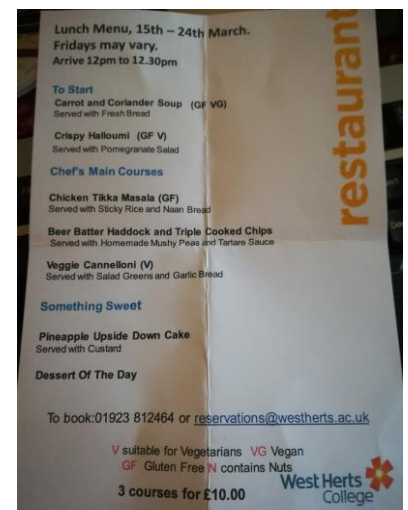 Lunch Menu, 15th – 24th March.
Fridays may vary.
Arrive 12pm to 12.30pm
restaurant
To Start
Carrot and Coriander Soup (GF VG)
Served with Fresh Bread
Crispy Halloumi (GF V)
Served with Pomegranate Salad
Chef's Main Courses
Chicken Tikka Masala (GF)
Served with Sticky Rice and Naan Bread
Beer Batter Haddock and Triple Cooked Chips
Served with Homemade Mushy Peas and Tartare Sauce
Veggie Cannelloni (V)
Served with Salad Greens and Garlic Bread
Something Sweet
Pineapple Upside Down Cake
Served with Custard
Dessert Of The Day
To book:01923 812464 or reservations@westherts.ac.uk
V suitable for Vegetarians VG Vegan
GF Gluten Free N contains Nuts
3 courses for £10.00
West Herts
College